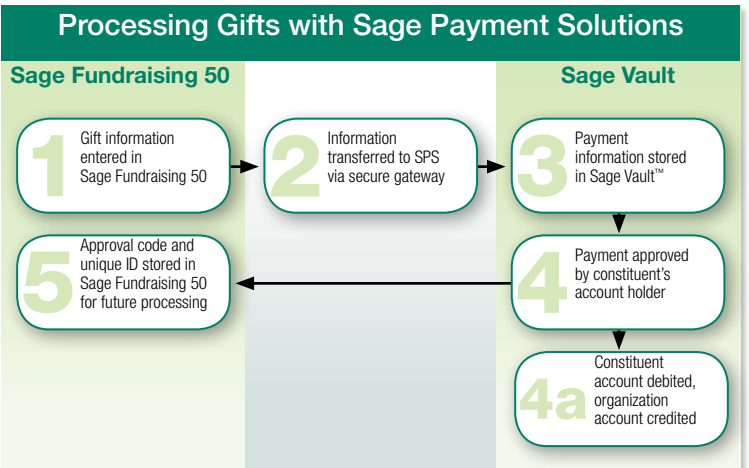 Processing Gifts with Sage Payment Solutions
Sage Fundraising 50
Sage Vault
1
Gift information
entered in
Sage Fundraising 50
2
Information
transferred to SPS
via secure gateway
3
Payment
information stored
in Sage Vault™
5
Approval code and
unique ID stored in
Sage Fundraising 50
for future processing
4
Payment approved
by constituent's
account holder
4a
Constituent
account debited,
organization
account credited